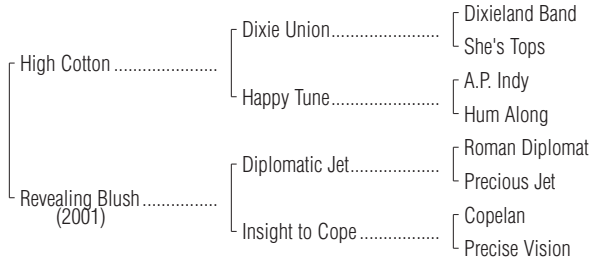 Dixieland Band
Dixie Union........................
She's Tops
High Cotton .......................
A.P. Indy
Happy Tune........................
Hum Along
Roman Diplomat
Diplomatic Jet....................
Precious Jet
Revealing Blush................
(2001)
Copelan
Insight to Cope ..................
Precise Vision